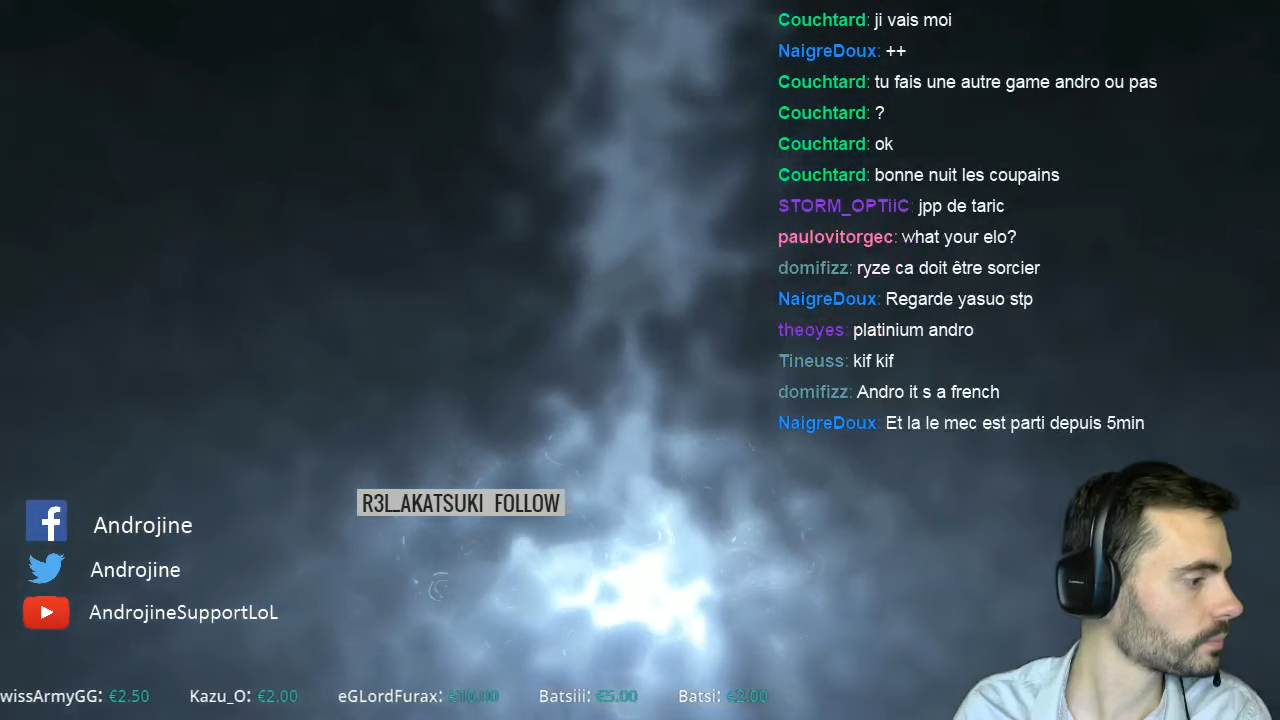 Couchtard: ji vais moi
NaigreDoux: ++
Couchtard: tu fais une autre game andro ou pas
Couchtard: ?
Couchtard: ok
Couchtard: bonne nuit les coupains
STORM_OPTiiC: jpp de taric
paulovitorgec: what your elo?
domifizz: ryze ca doit être sorcier
NaigreDoux: Regarde yasuo stp
theoyes: platinium andro
Tineuss: kif kif
domifizz: Andro it s a french
NaigreDoux: Et la le mec est parti depuis 5min
R3L_AKATSUKI FOLLOW
Androjine
Androjine
AndrojineSupportLoL
wissArmyGG: €2.50 Kazu_O: €2.00 eGLordFurax: €10.00 Batsiii: €5.00 Batsi: €2.00